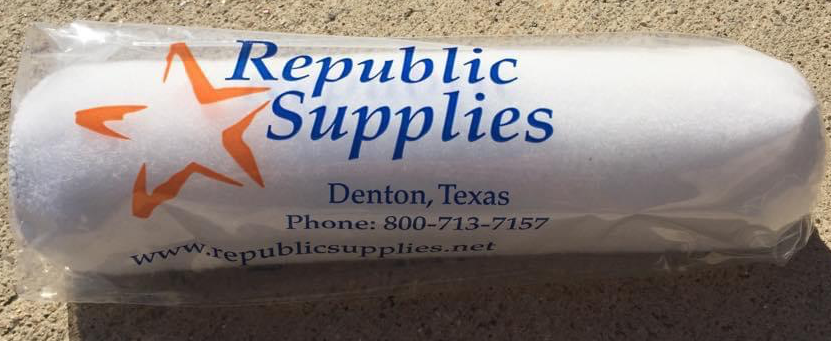 Republic
Supplies
Denton, Texas
Phone: 800-713-7157
www.republicsupplies.net